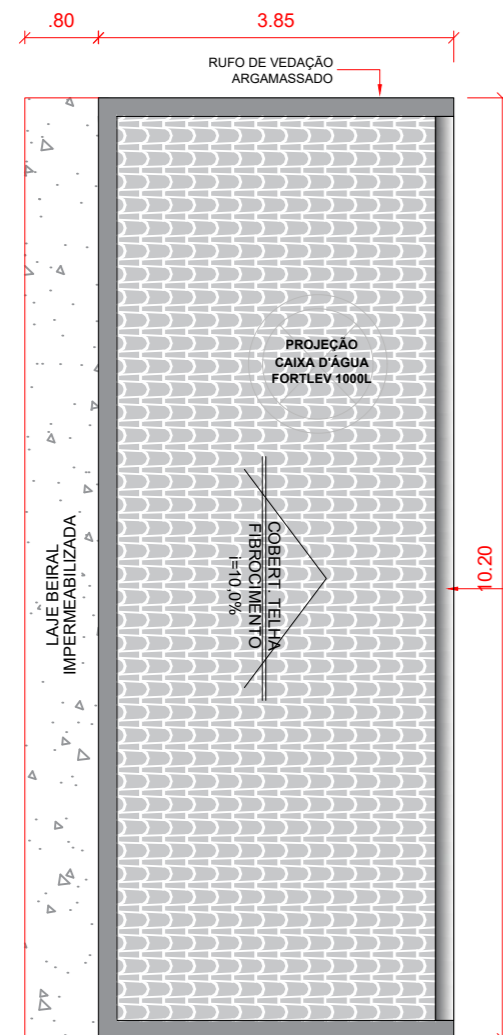 .80
3.85
RUFO DE VEDAÇÃO
ARGAMASSADO
PROJEÇÃO
CAIXA D'ÁGUA
FORTLEV 1000L
COBERT. TELHA
FIBROCIMENTO
i=10,0%
LAJE BEIRAL
IMPERMEABILIZADA
10.20